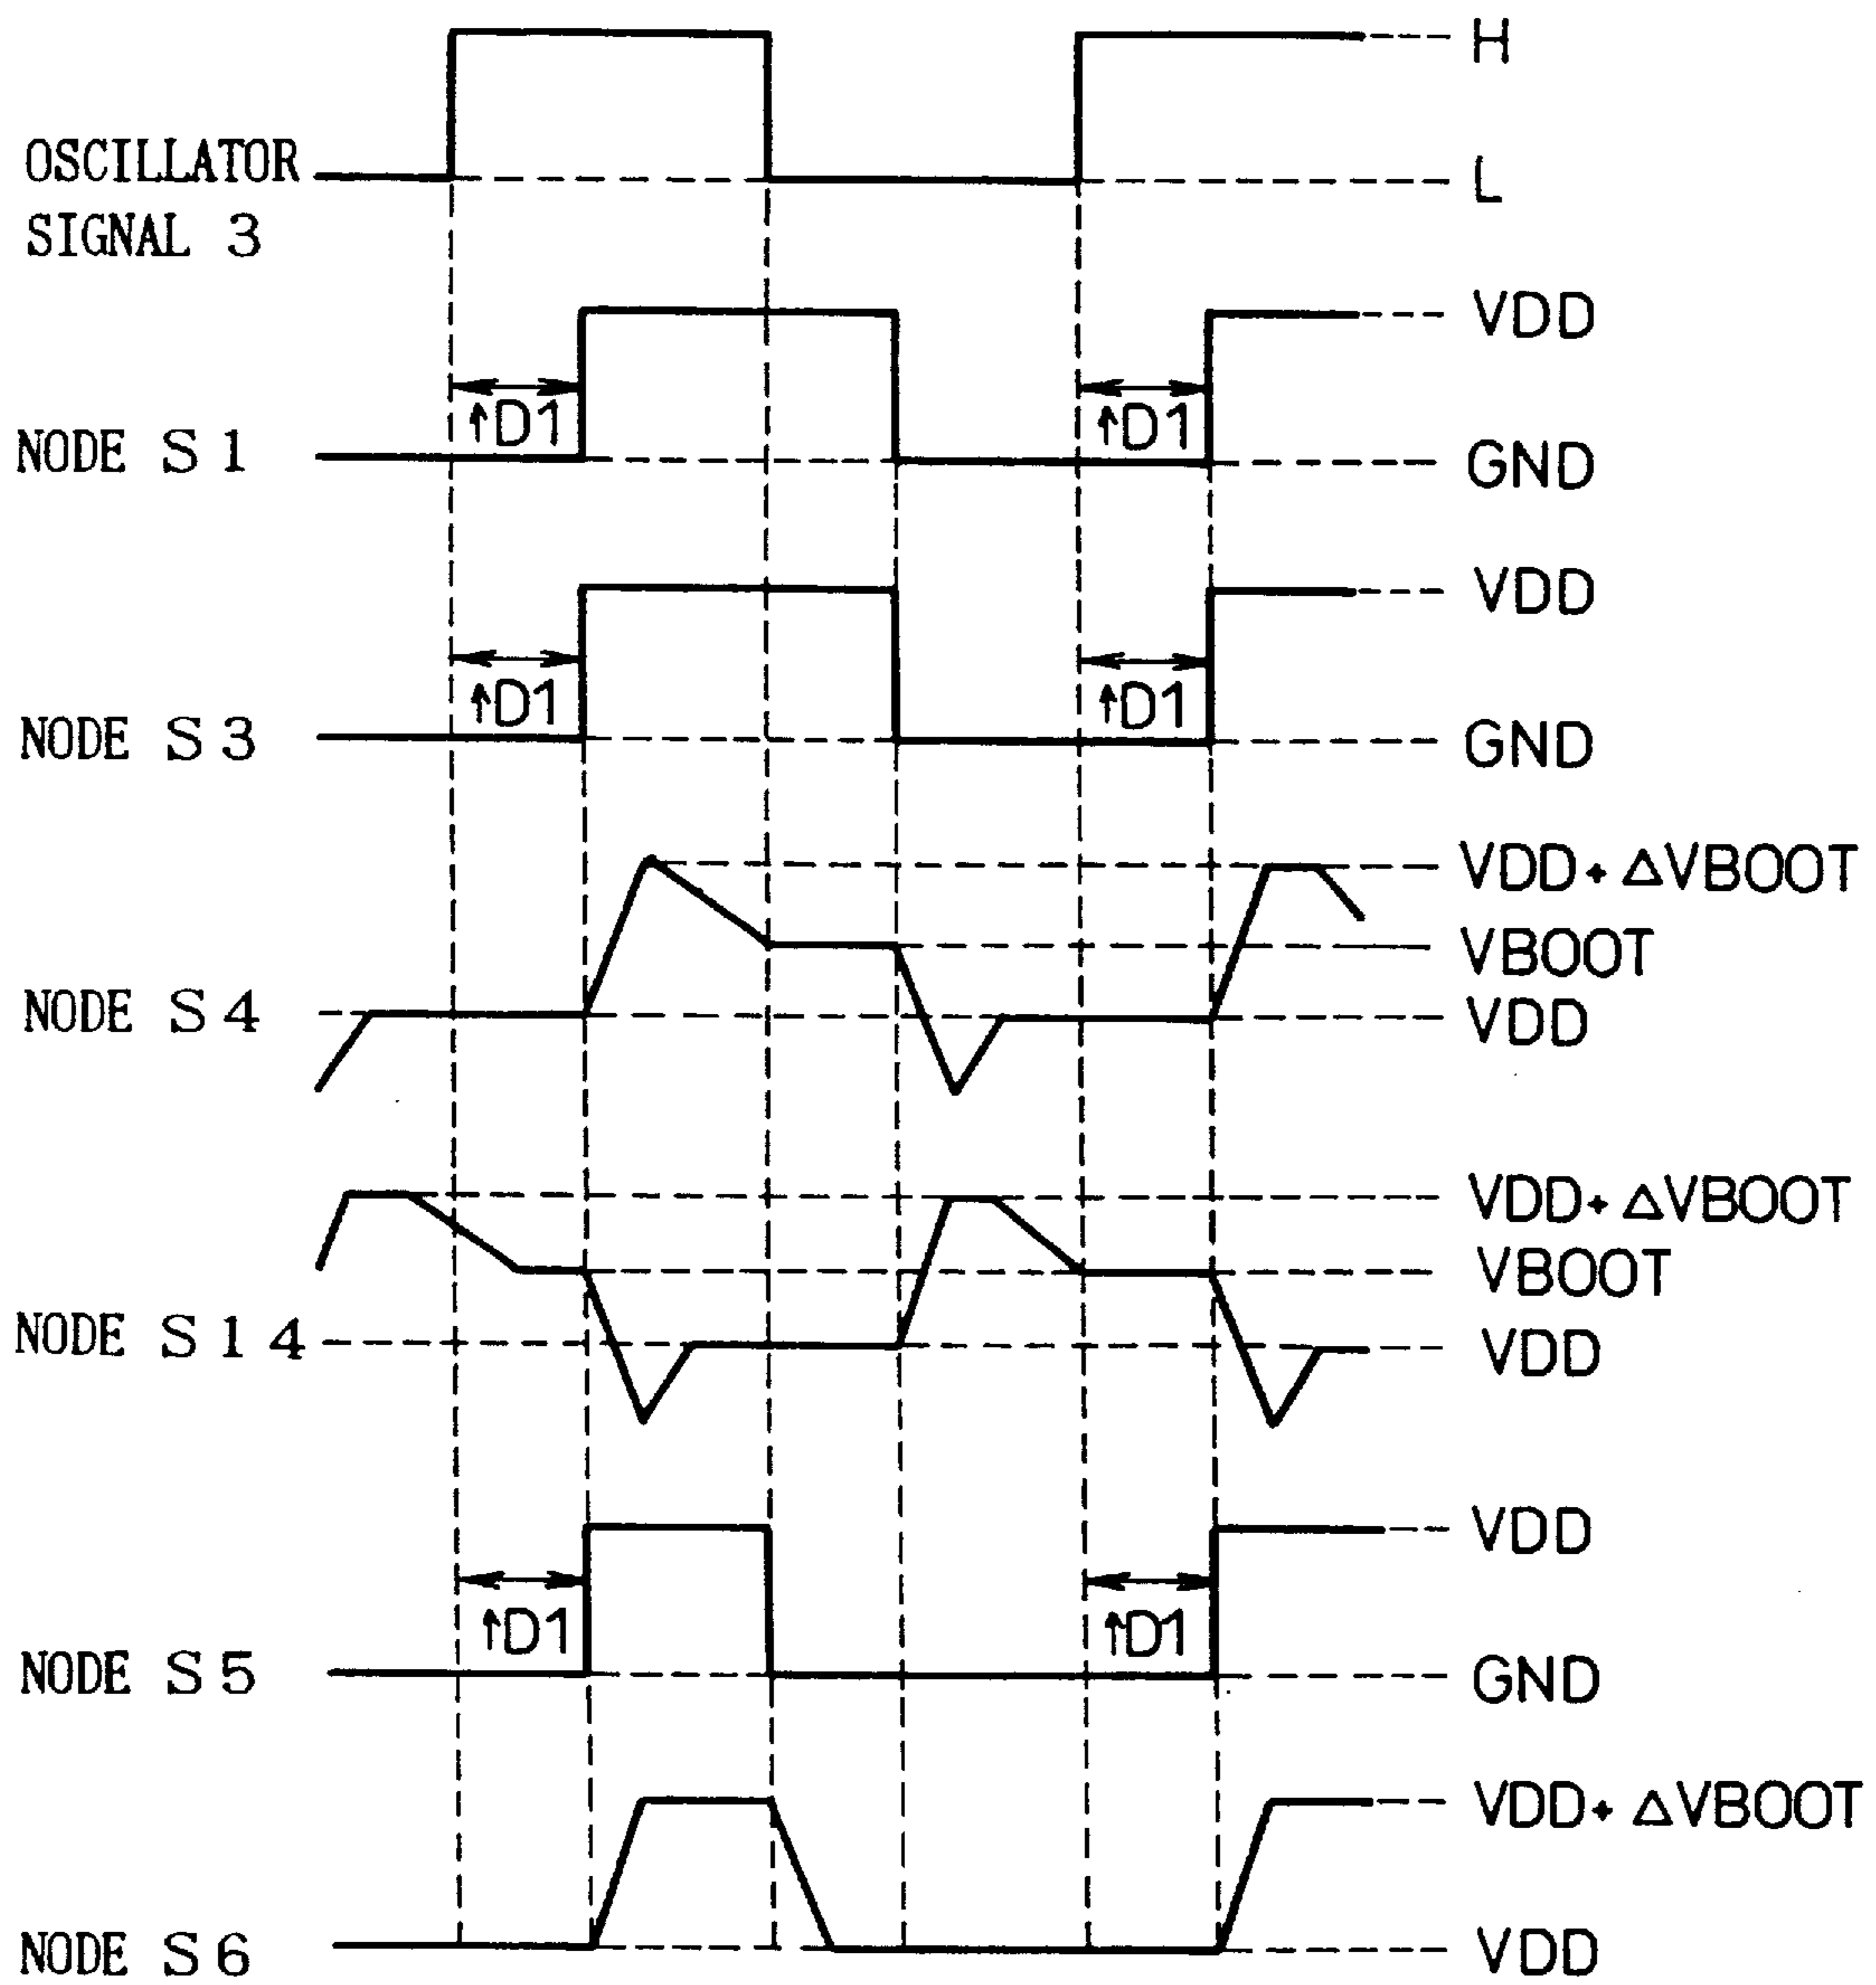 H
OSCILLATOR
SIGNAL 3
L
VDD
↑D1 ↑D1
NODE S1
GND
VDD
↑D1 ↑D1
NODE S3
GND
VDD+ΔVBOOT
VBOOT
NODE S4
VDD
VDD+ΔVBOOT
VBOOT
NODE S14
VDD
VDD
↑D1 ↑D1
NODE S5
GND
VDD+ΔVBOOT
NODE S6
VDD